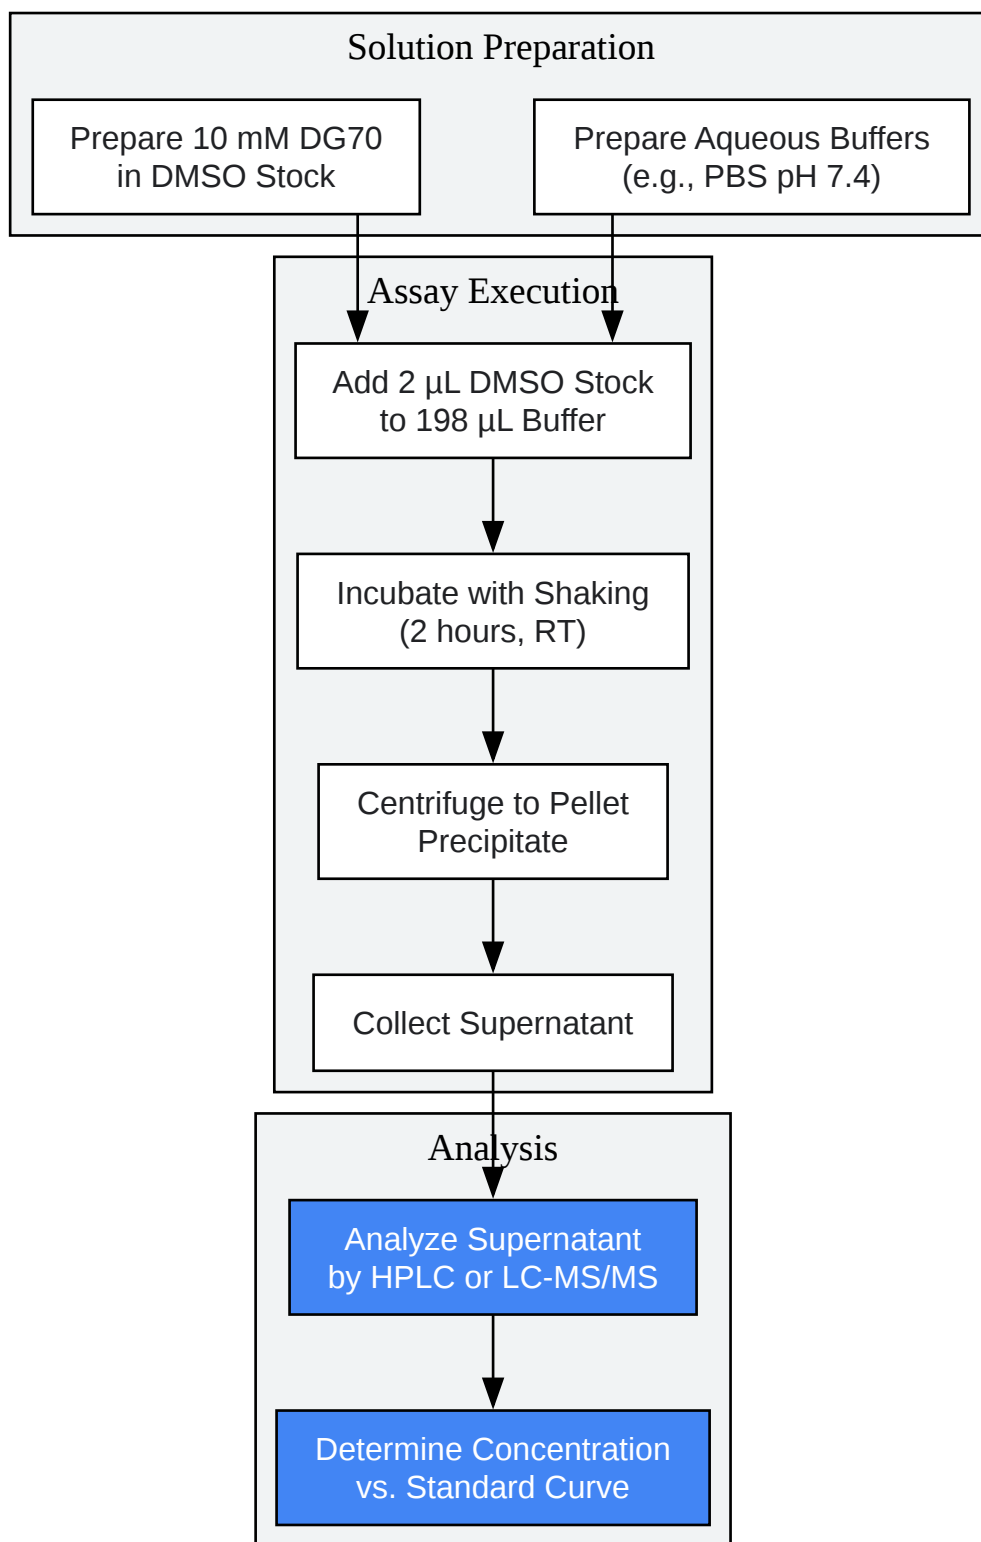 Solution Preparation
Prepare 10 mM DG70
in DMSO Stock
Prepare Aqueous Buffers
(e.g., PBS pH 7.4)
Assay Execution
Add 2 µL DMSO Stock
to 198 µL Buffer
Incubate with Shaking
(2 hours, RT)
Centrifuge to Pellet
Precipitate
Collect Supernatant
Analysis
Analyze Supernatant
by HPLC or LC-MS/MS
Determine Concentration
vs. Standard Curve